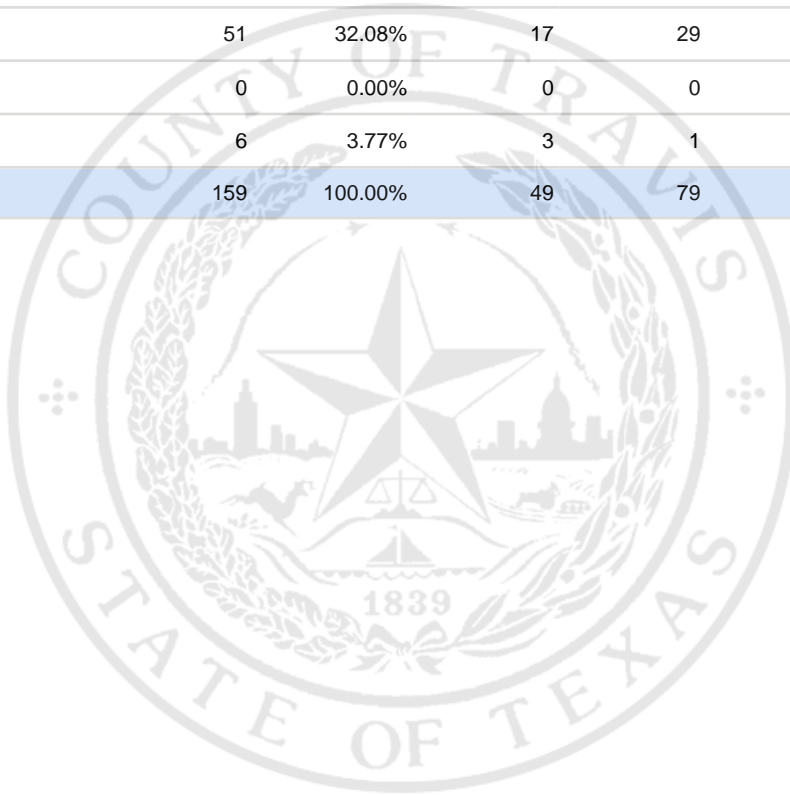 51 32.08% 17 29
0 0.00% 0 0
6 3.77% 3 1
159 100.00% 49 79
COUNTY OF TRAVIS
1839
STATE OF TEXAS